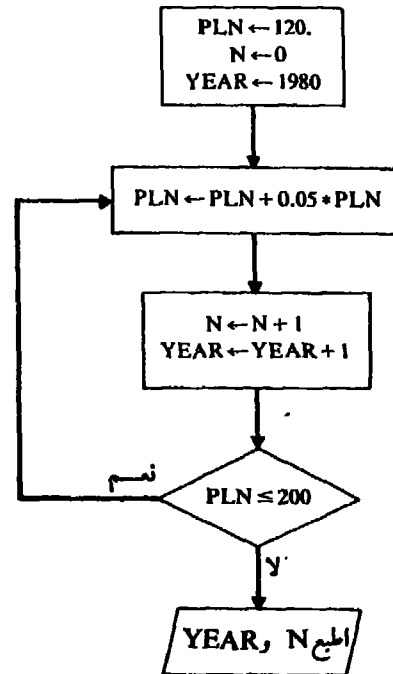 PLN ← 120.
N ← 0
YEAR ← 1980
PLN ← PLN + 0.05 * PLN
N ← N + 1
YEAR ← YEAR + 1
PLN ≤ 200
نعم
لا
اطبع N و YEAR